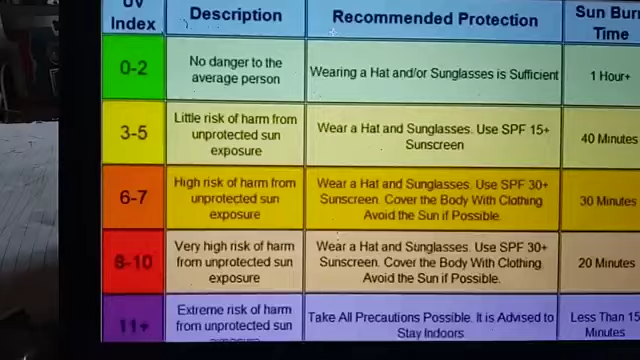 UV Index
Description
Recommended Protection
Sun Burn Time
0-2
No danger to the
average person
Wearing a Hat and/or Sunglasses is Sufficient
1 Hour+
3-5
Little risk of harm from
unprotected sun
exposure
Wear a Hat and Sunglasses. Use SPF 15+
Sunscreen
40 Minutes
6-7
High risk of harm from
unprotected sun
exposure
Wear a Hat and Sunglasses. Use SPF 30+
Sunscreen. Cover the Body With Clothing
Avoid the Sun if Possible.
30 Minutes
8-10
Very high risk of harm
from unprotected sun
exposure
Wear a Hat and Sunglasses. Use SPF 30+
Sunscreen. Cover the Body With Clothing
Avoid the Sun if Possible.
20 Minutes
11+
Extreme risk of harm
from unprotected sun
Take All Precautions Possible. It is Advised to
Stay Indoors
Less Than 15
Minutes